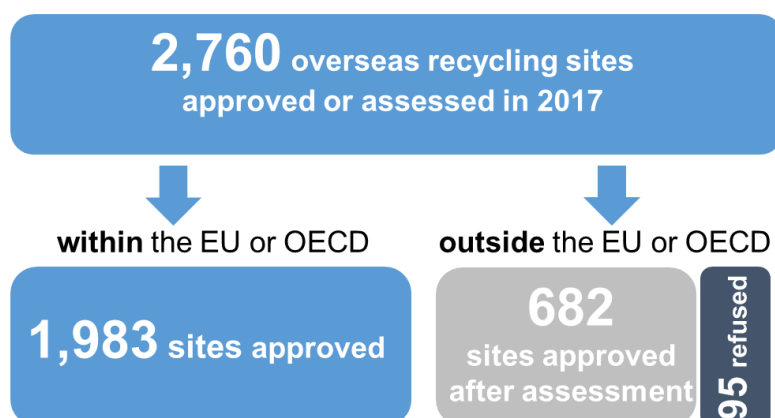 2,760 overseas recycling sites
approved or assessed in 2017
within the EU or OECD
outside the EU or OECD
1,983 sites approved
682
sites approved
after assessment
95 refused